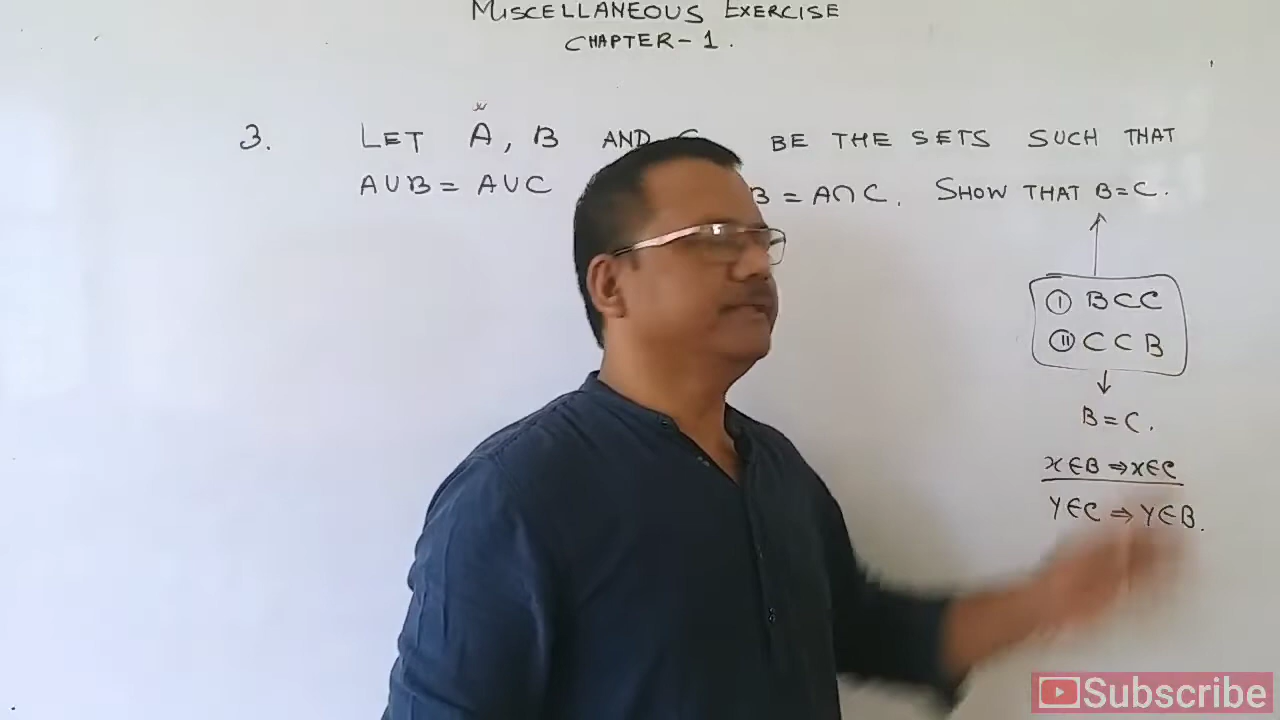 MISCELLANEOUS EXERCISE
CHAPTER-1.
3. LET A, B AND BE THE SETS SUCH THAT
A∪B = A∪C B = A∩C. SHOW THAT B=C.
① B⊂C
⑪ C⊂B
B=C.
x∈B ⇒ x∈C
Y∈C ⇒ Y∈B.
Subscribe